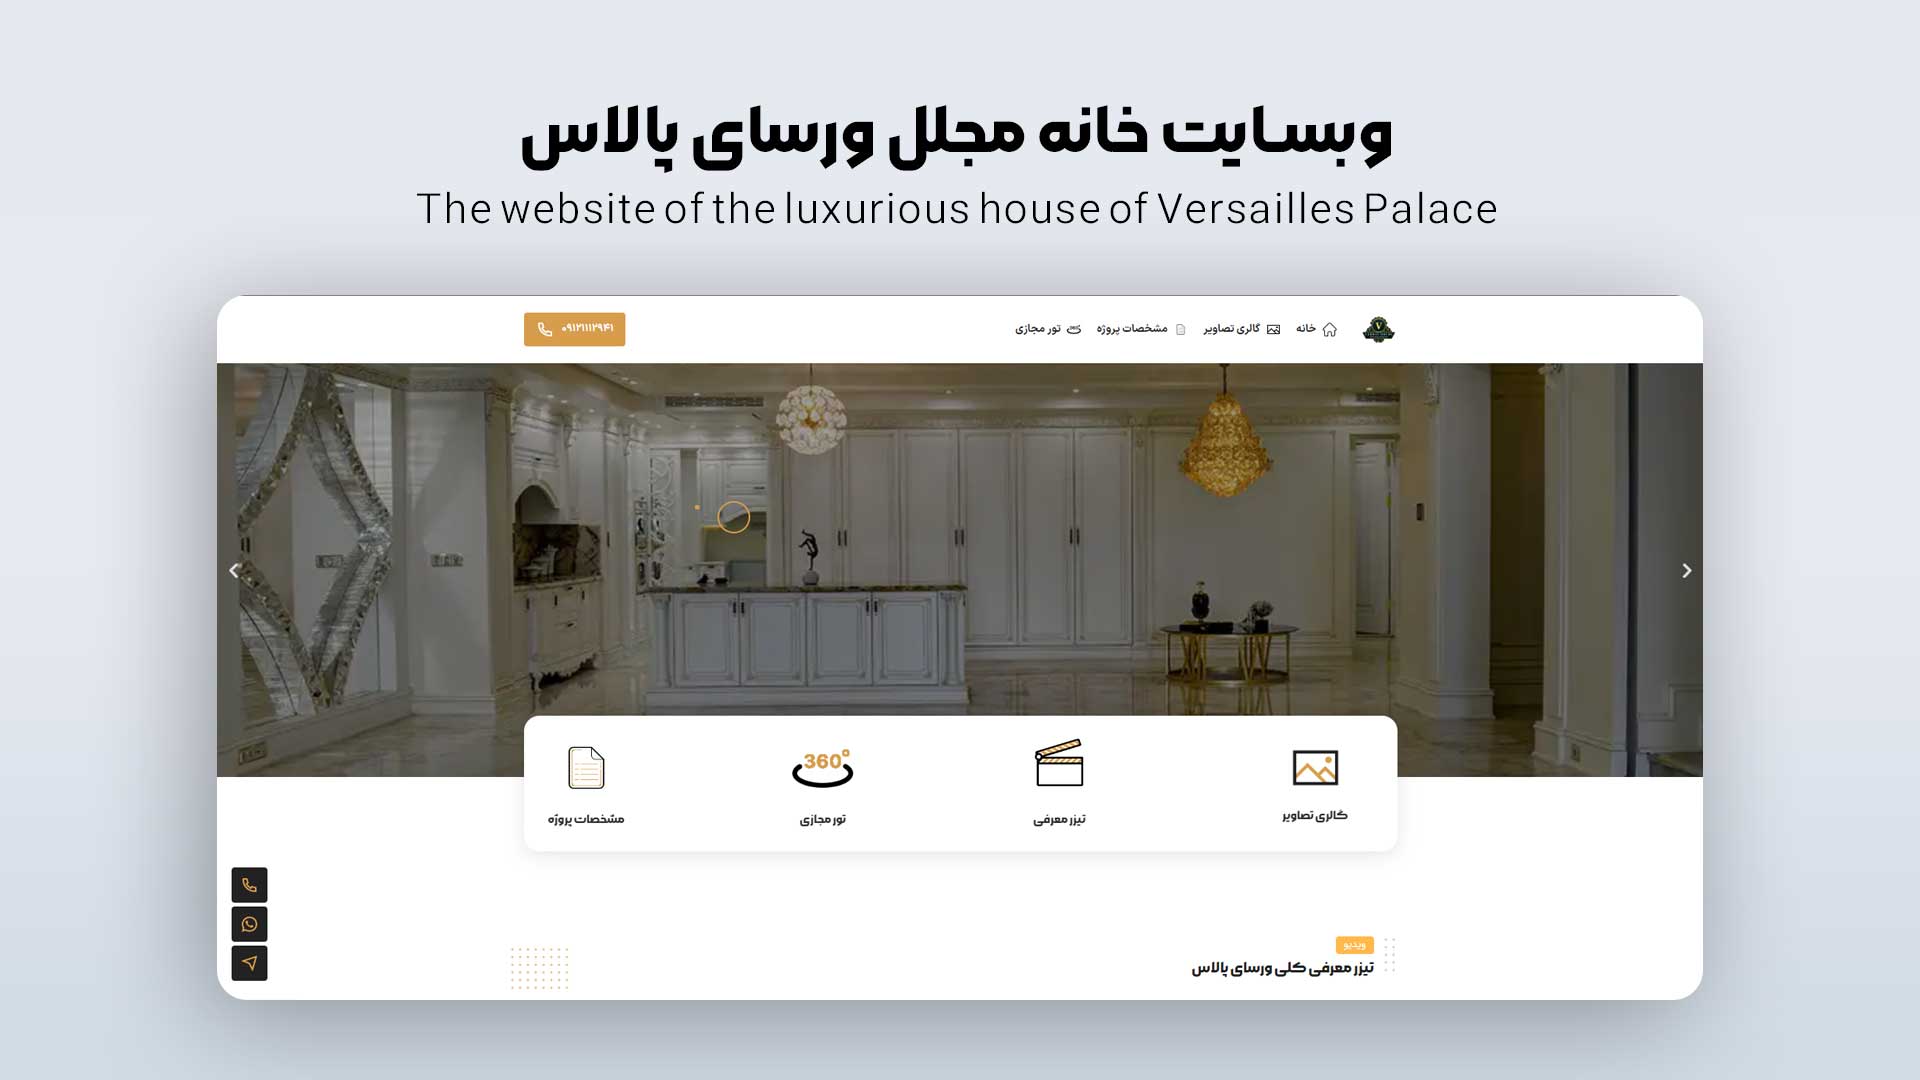 وبسایت خانه مجلل ورسای پالاس
The website of the luxurious house of Versailles Palace
خانه
گالری تصاویر
مشخصات پروژه
تور مجازی
۰۹۱۲۱۱۱۲۹۴۱
گالری تصاویر
تیزر معرفی
360°
تور مجازی
مشخصات پروژه
ویدیو
تیزر معرفی کلی ورسای پالاس